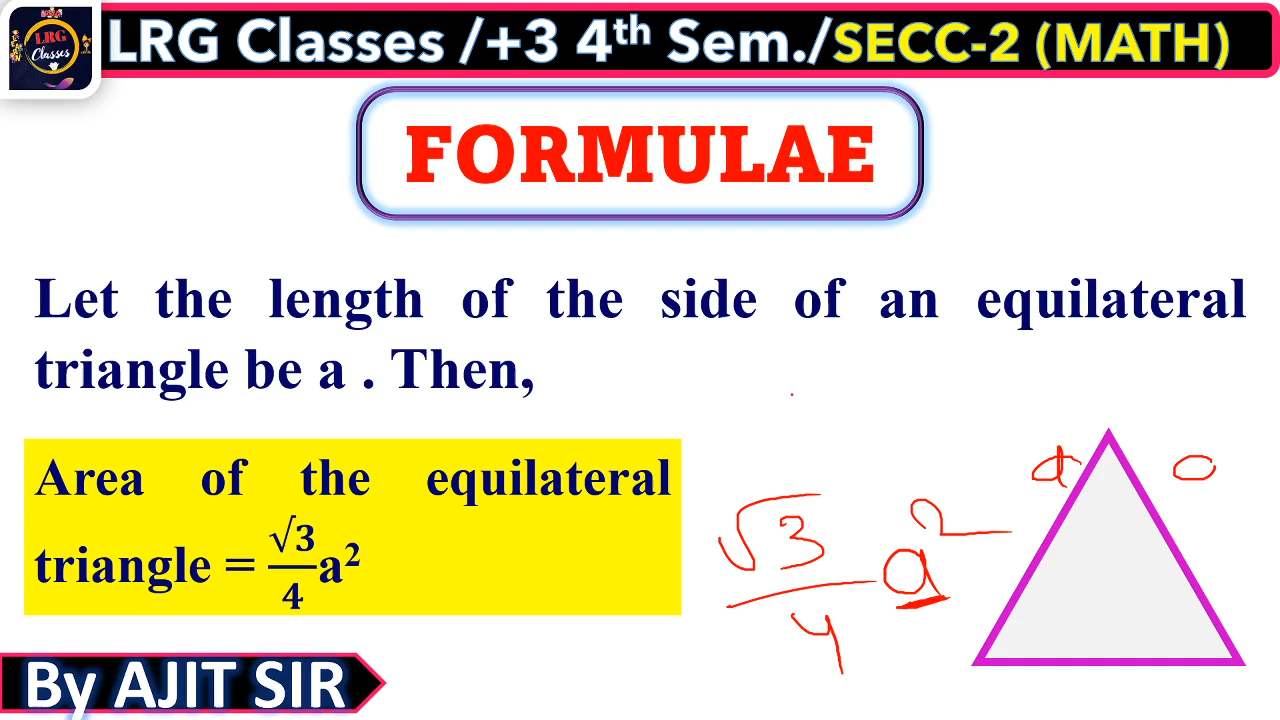 LRG
Classes
LRG Classes /+3 4th Sem./SECC-2 (MATH)
FORMULAE
Let the length of the side of an equilateral
triangle be a . Then,
Area of the equilateral
triangle = √3/4 a²
√3/4 a²
a
By AJIT SIR